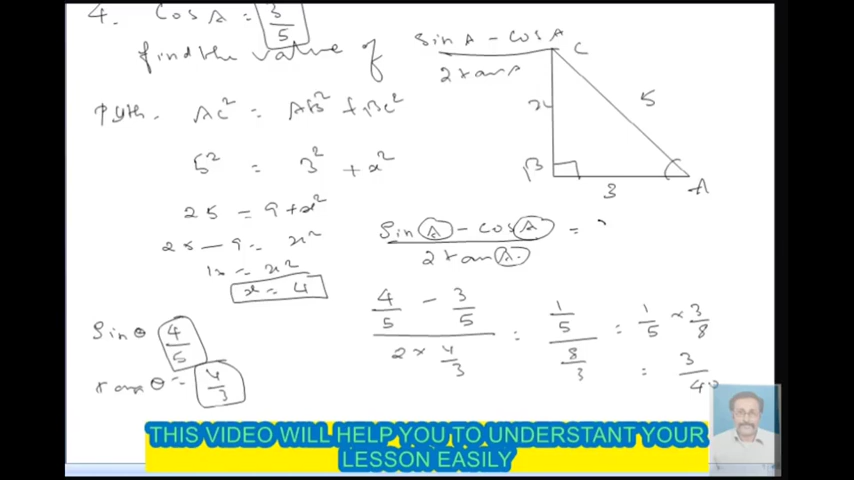 4. Cos A = 3/5
find the value of (sin A - cos A)/(2 tan A)
pyth. AC² = AB² + BC²
5² = 3² + x²
25 = 9 + x²
25 - 9 = x²
x² 
x = 4
Sin θ 4/5
tan θ = 4/3
C
x
5
B
3
A
(Sin A - cos A)/(2 tan A.) =
(4/5 - 3/5)/(2 × 4/3) = (1/5)/(8/3) = 1/5 × 3/8
= 3/40
THIS VIDEO WILL HELP YOU TO UNDERSTANT YOUR
LESSON EASILY